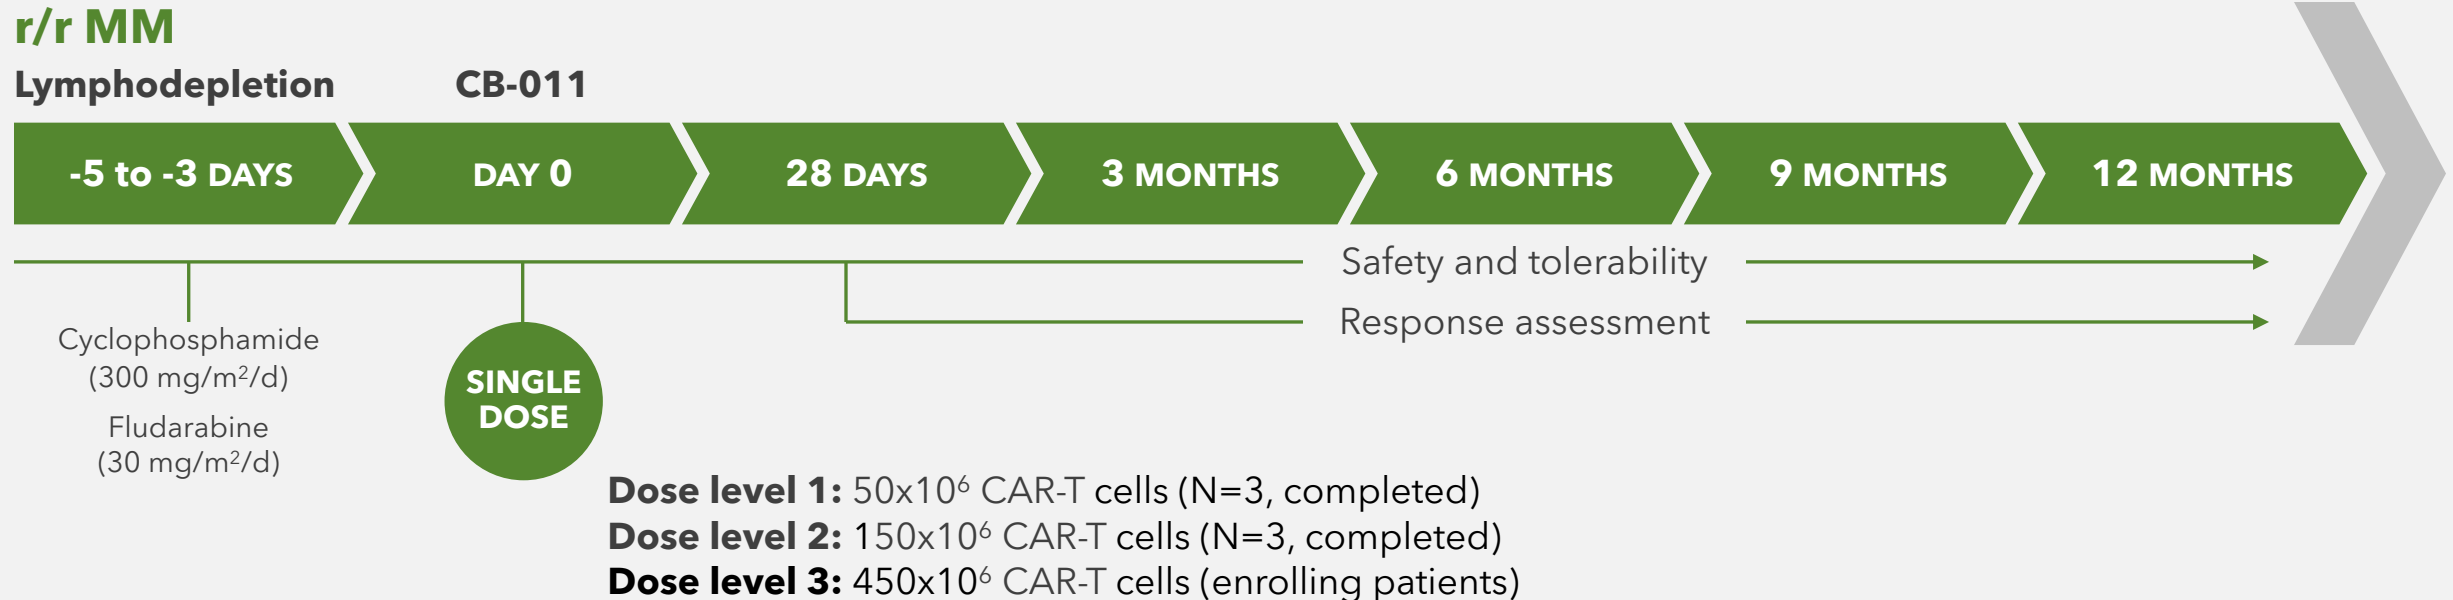 r/r MM
Lymphodepletion
CB-011
-5 to -3 DAYS
DAY 0
28 DAYS
3 MONTHS
6 MONTHS
9 MONTHS
12 MONTHS
Safety and tolerability
Response assessment
Cyclophosphamide
(300 mg/m²/d)
Fludarabine
(30 mg/m²/d)
SINGLE
DOSE
Dose level 1: 50x10⁶ CAR-T cells (N=3, completed)
Dose level 2: 150x10⁶ CAR-T cells (N=3, completed)
Dose level 3: 450x10⁶ CAR-T cells (enrolling patients)